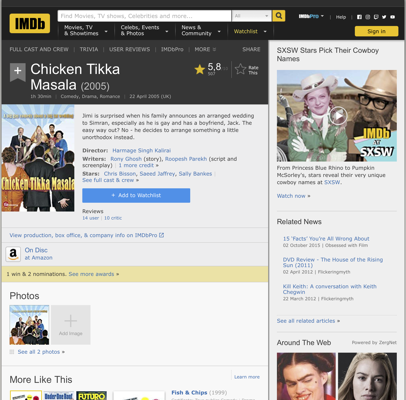 IMDb
Find Movies, TV shows, Celebrities and more...
All
Movies, TV & Showtimes
Celebs, Events & Photos
News & Community
Watchlist
IMDbPro
Help
Sign in
FULL CAST AND CREW | TRIVIA | USER REVIEWS | IMDbPro | MORE
SHARE
Chicken Tikka
Masala (2005)
5,8
Rate This
1h 30min | Comedy, Drama, Romance | 22 April 2005 (UK)
Jimi is surprised when his family announces an arranged wedding
to Simran, especially as he is gay and has a boyfriend, Jack. The
easy way out? No - he decides to arrange something a little
unorthodox instead.
Director: Harmage Singh Kalirai
Writers: Rony Ghosh (story), Roopesh Parekh (script and
screenplay) | 1 more credit »
Stars: Chris Bisson, Saeed Jaffrey, Sally Bankes |
See full cast & crew »
Chicken Tikka Masala
+ Add to Watchlist
Reviews
14 user | 10 critic
View production, box office, & company info on IMDbPro
On Disc
at Amazon
1 win & 2 nominations. See more awards »
Photos
Add Image
See all 2 photos »
More Like This
Learn more
Fish & Chips (1999)
SXSW Stars Pick Their Cowboy
Names
IMDb
at
SXSW
From Princess Blue Rhino to Pumpkin
McSorley's, stars reveal their very unique
cowboy names at SXSW.
Watch now »
Related News
15 'Facts' You're All Wrong About
02 October 2015 | Obsessed with Film
DVD Review - The House of the Rising
Sun (2011)
02 April 2012 | Flickeringmyth
Kill Keith: A conversation with Keith
Chegwin
22 March 2012 | Flickeringmyth
See all related articles »
Around The Web
Powered by ZergNet